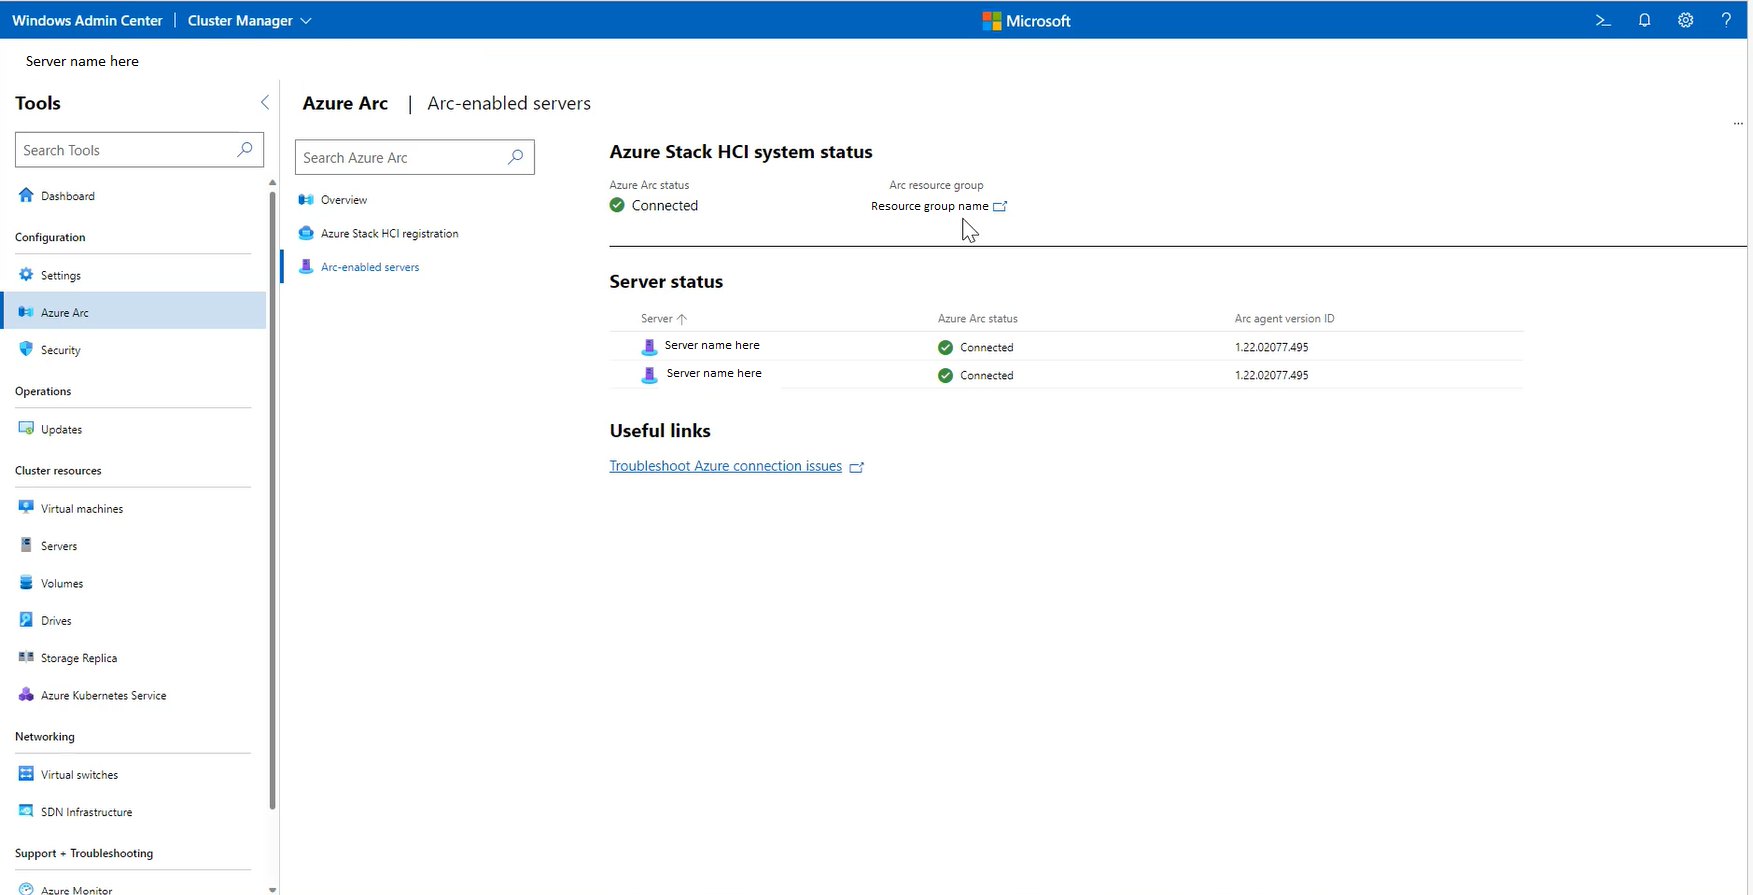 Windows Admin Center | Cluster Manager
Microsoft
>_
?
Server name here
Tools
Search Tools
Dashboard
Configuration
Settings
Azure Arc
Security
Operations
Updates
Cluster resources
Virtual machines
Servers
Volumes
Drives
Storage Replica
Azure Kubernetes Service
Networking
Virtual switches
SDN Infrastructure
Support + Troubleshooting
Azure Monitor
Azure Arc | Arc-enabled servers
...
Search Azure Arc
Overview
Azure Stack HCI registration
Arc-enabled servers
Azure Stack HCI system status
Azure Arc status
Connected
Arc resource group
Resource group name
Server status
Server Azure Arc status Arc agent version ID
Server name here Connected 1.22.02077.495
Server name here Connected 1.22.02077.495
Useful links
Troubleshoot Azure connection issues